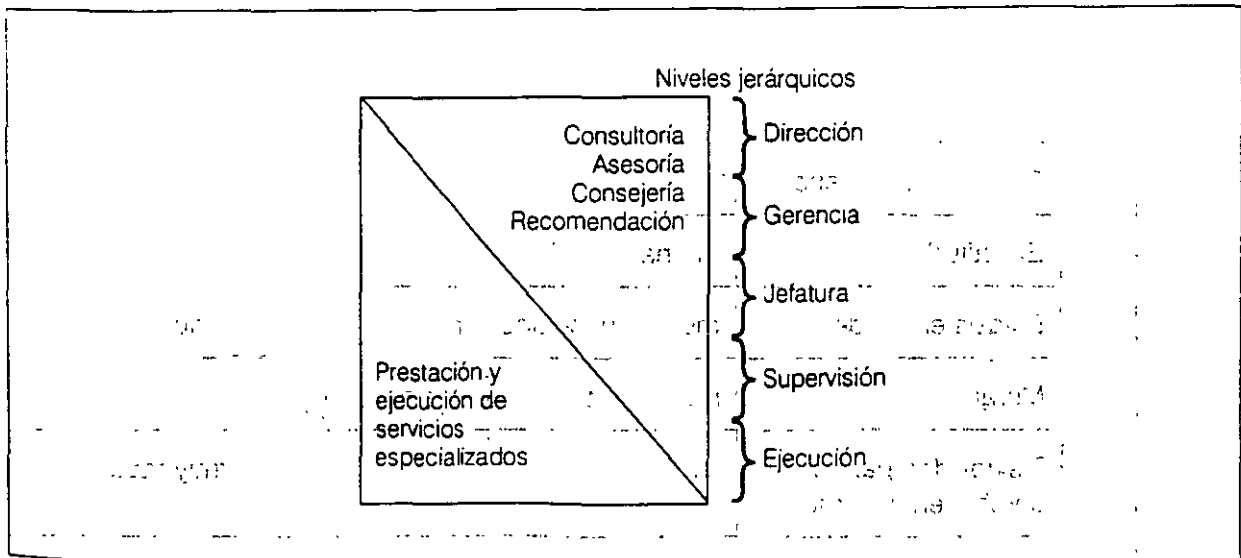 Niveles jerárquicos
Consultoría
Asesoría
Consejería
Recomendación
Dirección
Gerencia
Jefatura
Supervisión
Ejecución
Prestación y
ejecución de
servicios
especializados